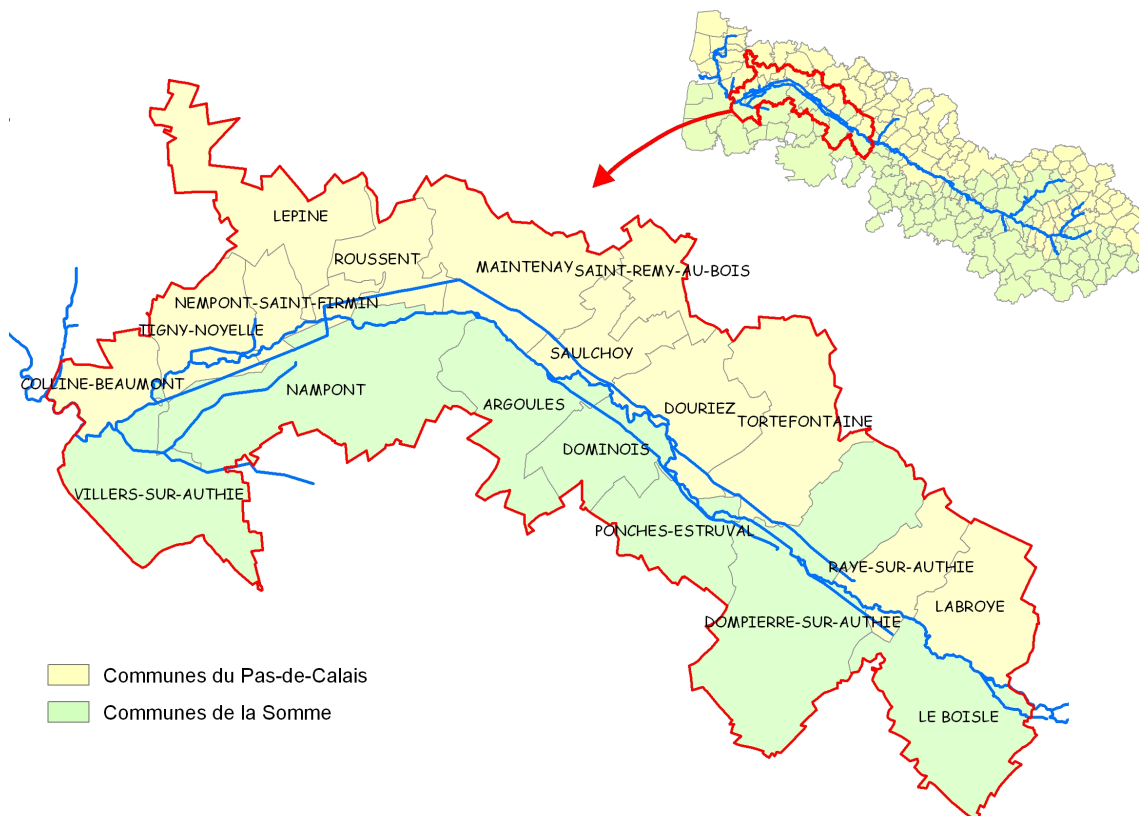 LEPINE
ROUSSENT
MAINTENAY
SAINT-REMY-AU-BOIS
NEMPONT-SAINT-FIRMIN
TIGNY-NOYELLE
SAULCHOY
COLLINE-BEAUMONT
NAMPONT
ARGOULES
DOURIEZ
TORTEFONTAINE
DOMINOIS
VILLERS-SUR-AUTHIE
PONCHES-ESTRUVAL
RAYE-SUR-AUTHIE
LABROYE
DOMPIERRE-SUR-AUTHIE
LE BOISLE
Communes du Pas-de-Calais
Communes de la Somme